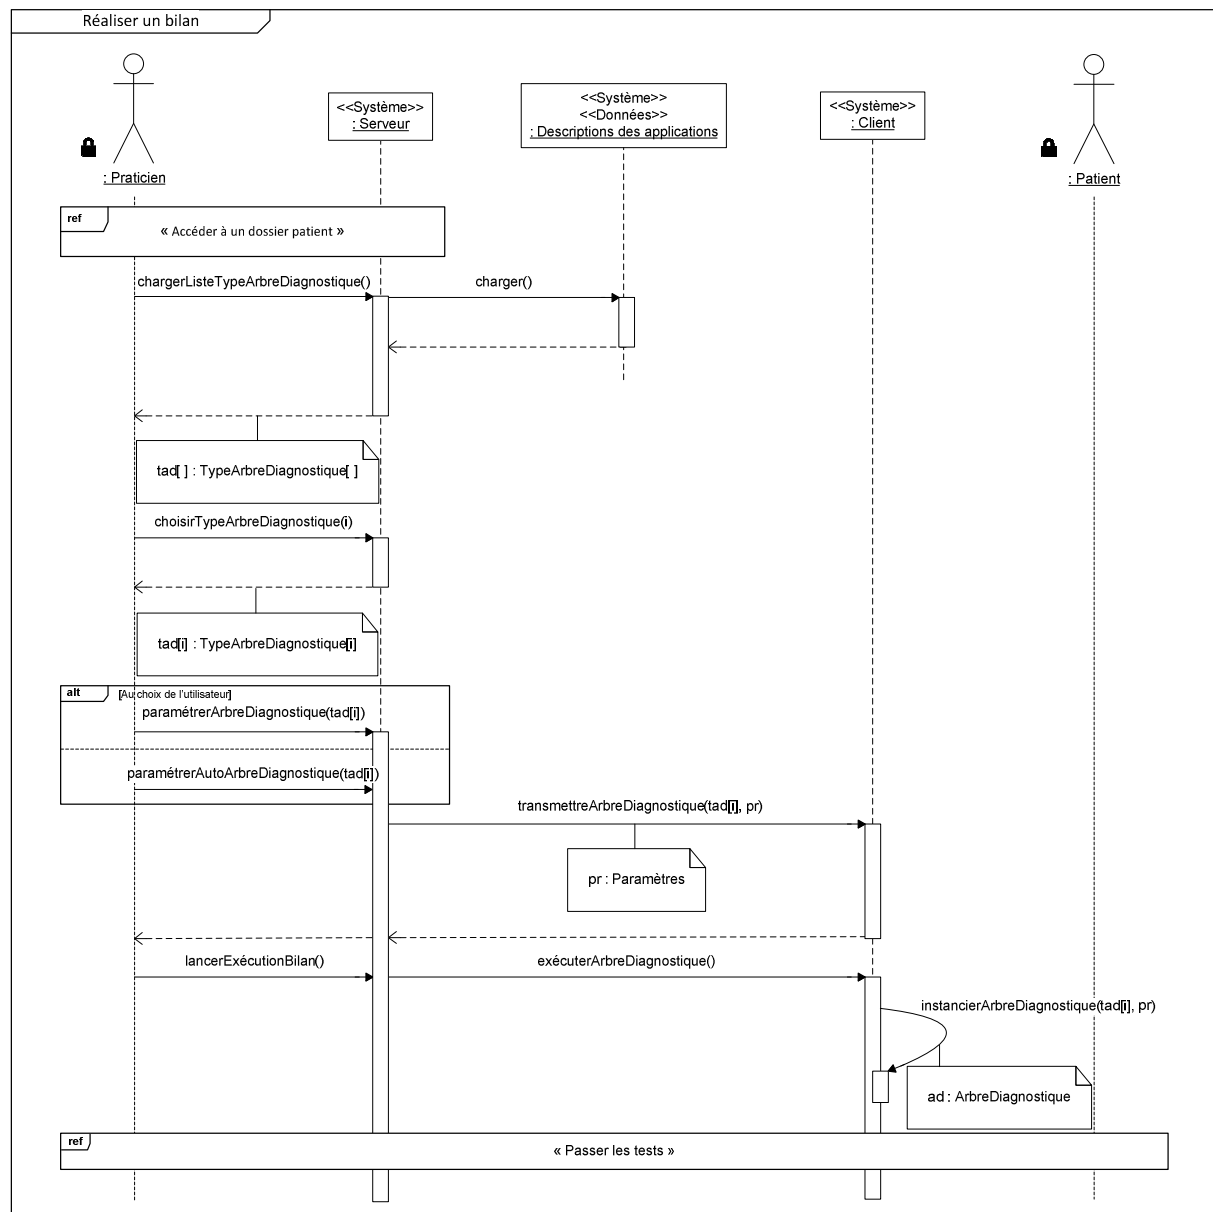 Réaliser un bilan
: Praticien
<<Système>>
: Serveur
<<Système>>
<<Données>>
: Descriptions des applications
<<Système>>
: Client
: Patient
ref
« Accéder à un dossier patient »
chargerListeTypeArbreDiagnostique()
charger()
tad[ ] : TypeArbreDiagnostique[ ]
choisirTypeArbreDiagnostique(i)
tad[i] : TypeArbreDiagnostique[i]
alt
[Au choix de l'utilisateur]
paramétrerArbreDiagnostique(tad[i])
paramétrerAutoArbreDiagnostique(tad[i])
transmettreArbreDiagnostique(tad[i], pr)
pr : Paramètres
lancerExécutionBilan()
exécuterArbreDiagnostique()
instancierArbreDiagnostique(tad[i], pr)
ad : ArbreDiagnostique
ref
« Passer les tests »